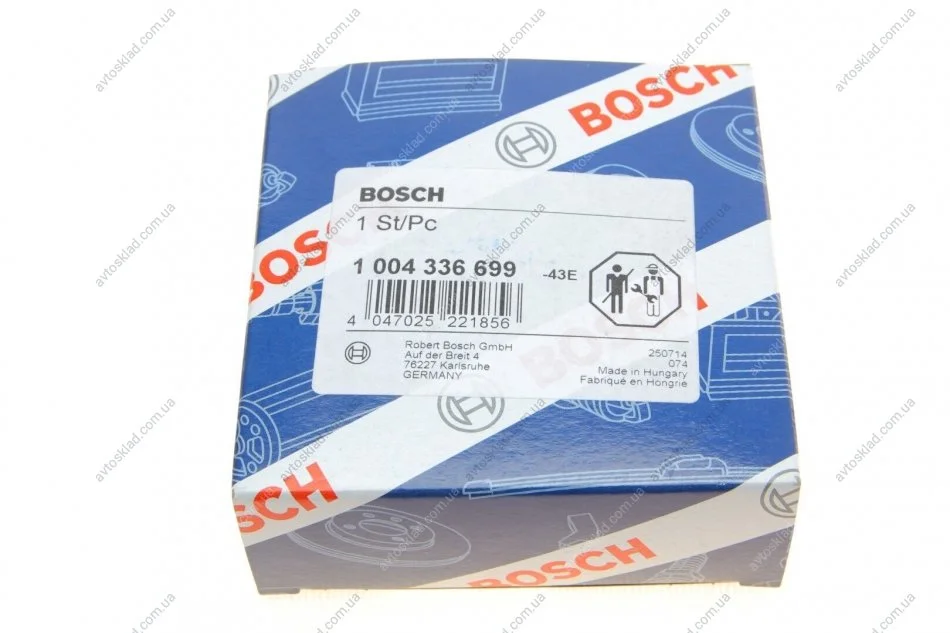 BOSCH
BOSCH
1 St/Pc
BOSCH
1 004 336 699
-43E
4 047025 221856
Robert Bosch GmbH
Auf der Breit 4
76227 Karlsruhe
GERMANY
250714
074
Made in Hungary
Fabriqué en Hongrie
BOSCH
BOSCH
BOSCH
avtosklad.com.ua